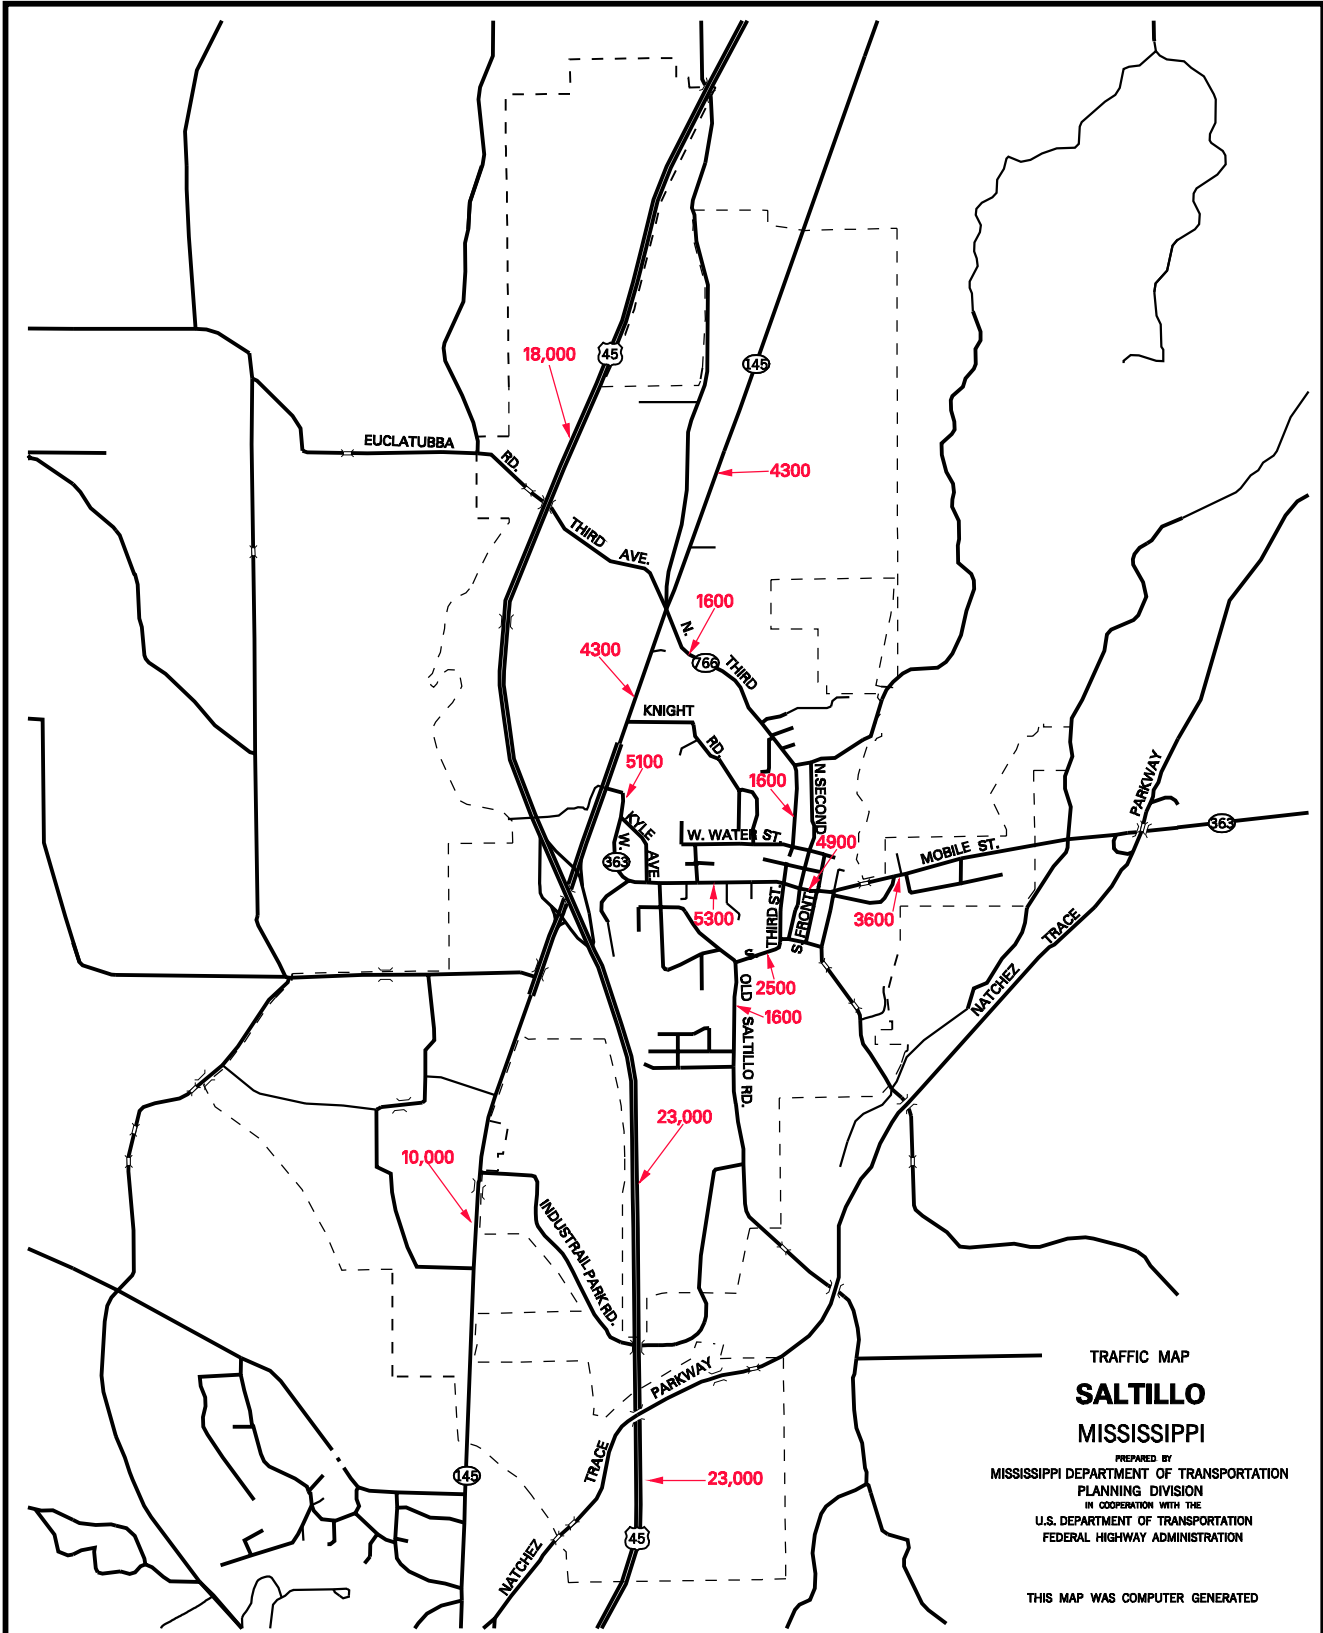 18,000
45
145
EUCLATUBBA
RD.
4300
THIRD
AVE.
1600
N.
4300
766
THIRD
KNIGHT
RD.
5100
1600
N. SECOND
PARKWAY
363
KYLE
AVE.
W.
W. WATER ST.
4900
MOBILE ST.
363
5300
THIRD ST.
S. FRONT
3600
TRACE
NATCHEZ
S
2500
OLD
SALTILLO
RD.
1600
23,000
10,000
INDUSTRAIL PARK RD.
PARKWAY
TRACE
145
23,000
45
NATCHEZ
TRAFFIC MAP
SALTILLO
MISSISSIPPI
PREPARED BY
MISSISSIPPI DEPARTMENT OF TRANSPORTATION
PLANNING DIVISION
IN COOPERATION WITH THE
U.S. DEPARTMENT OF TRANSPORTATION
FEDERAL HIGHWAY ADMINISTRATION
THIS MAP WAS COMPUTER GENERATED